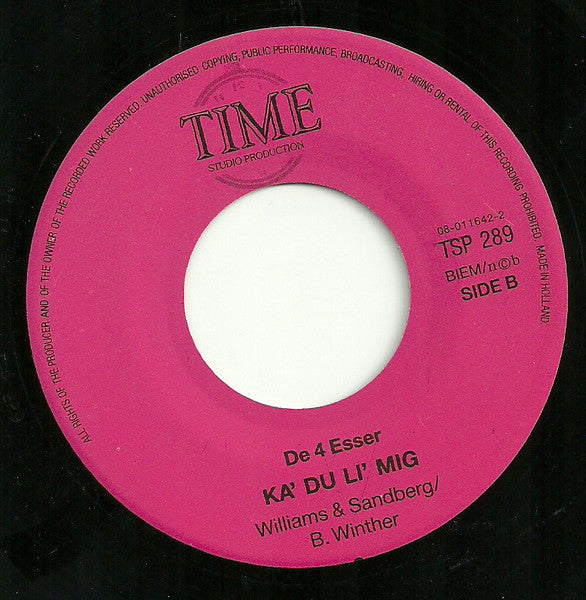 ALL RIGHTS OF THE PRODUCER AND OF THE OWNER OF THE RECORDED WORK RESERVED. UNAUTHORISED COPYING, PUBLIC PERFORMANCE, BROADCASTING, HIRING OR RENTAL OF THIS RECORDING PROHIBITED. MADE IN HOLLAND.
TIME
STUDIO PRODUCTION
08-011642-2
TSP 289
BIEM/n©b
SIDE B
De 4 Esser
KA' DU LI' MIG
Williams & Sandberg/
B. Winther